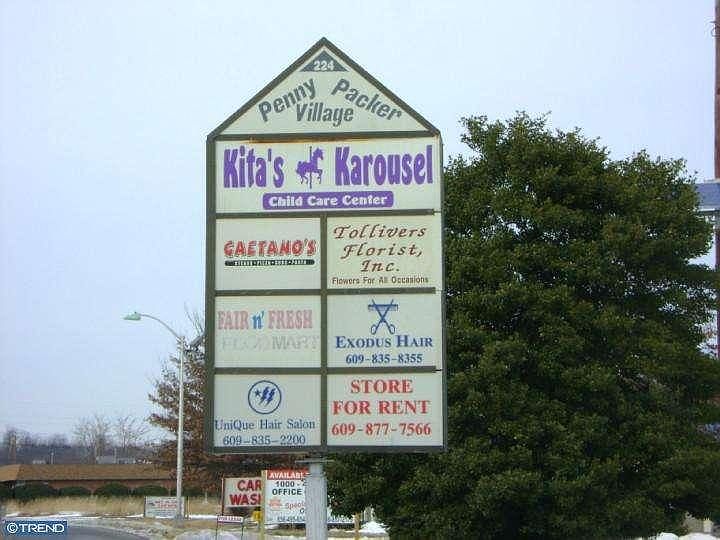 224
Penny Packer
Village
Kita's Karousel
Child Care Center
GAETANO'S
Tollivers
Florist,
Inc.
Flowers For All Occasions
FAIR n' FRESH
FOOD MART
EXODUS HAIR
609-835-8355
UniQue Hair Salon
609-835-2200
STORE
FOR RENT
609-877-7566
CAR
WASH
AVAILABLE
OFFICE
©TREND